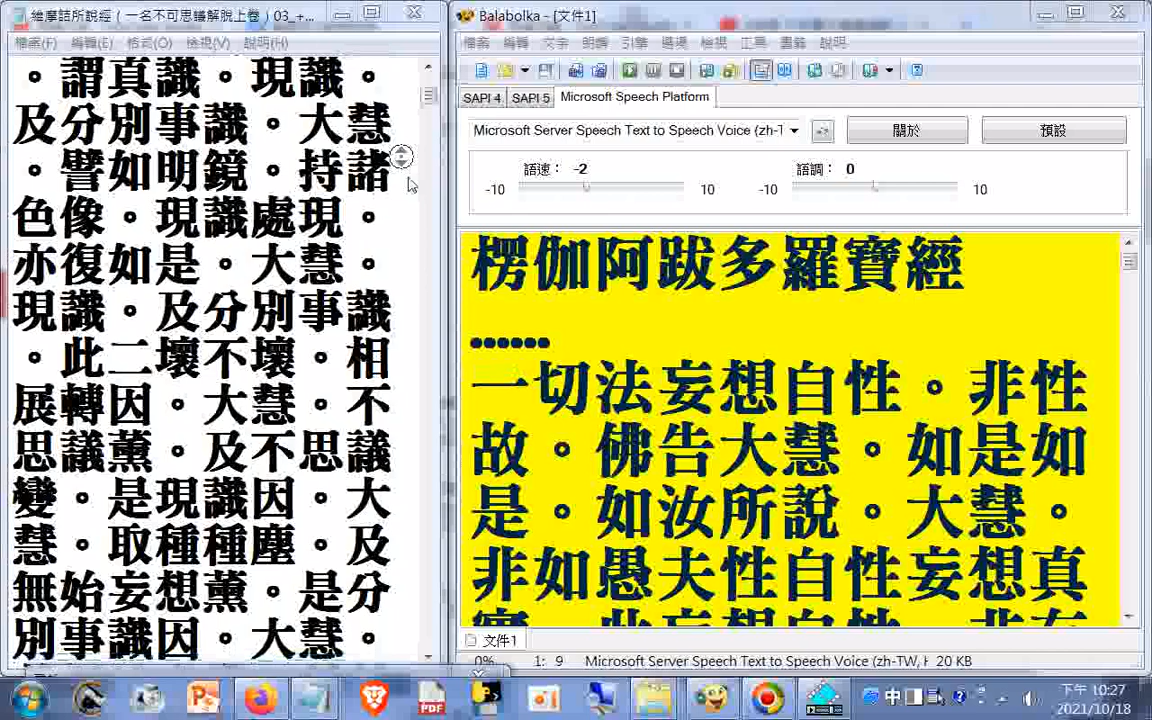 維摩詰所說經（一名不可思議解脫上卷）03_+...
檔案(F) 編輯(E) 格式(O) 檢視(V) 說明(H)
。謂真識。現識。
及分別事識。大慧
。譬如明鏡。持諸
色像。現識處現。
亦復如是。大慧。
現識。及分別事識
。此二壞不壞。相
展轉因。大慧。不
思議薰。及不思議
變。是現識因。大
慧。取種種塵。及
無始妄想薰。是分
別事識因。大慧。
Balabolka - [文件1]
檔案 編輯 文字 朗讀 引擎 選項 檢視 工具 書籤 說明
SAPI 4 SAPI 5 Microsoft Speech Platform
Microsoft Server Speech Text to Speech Voice (zh-T
關於 預設
語速： -2 語調： 0
-10 10 -10 10
楞伽阿跋多羅寶經
••••••
一切法妄想自性。非性
故。佛告大慧。如是如
是。如汝所說。大慧。
非如愚夫性自性妄想真
實。此妄想自性。非有
文件1
0% 1: 9 Microsoft Server Speech Text to Speech Voice (zh-TW, H 20 KB
PDF
中
下午 10:27
2021/10/18